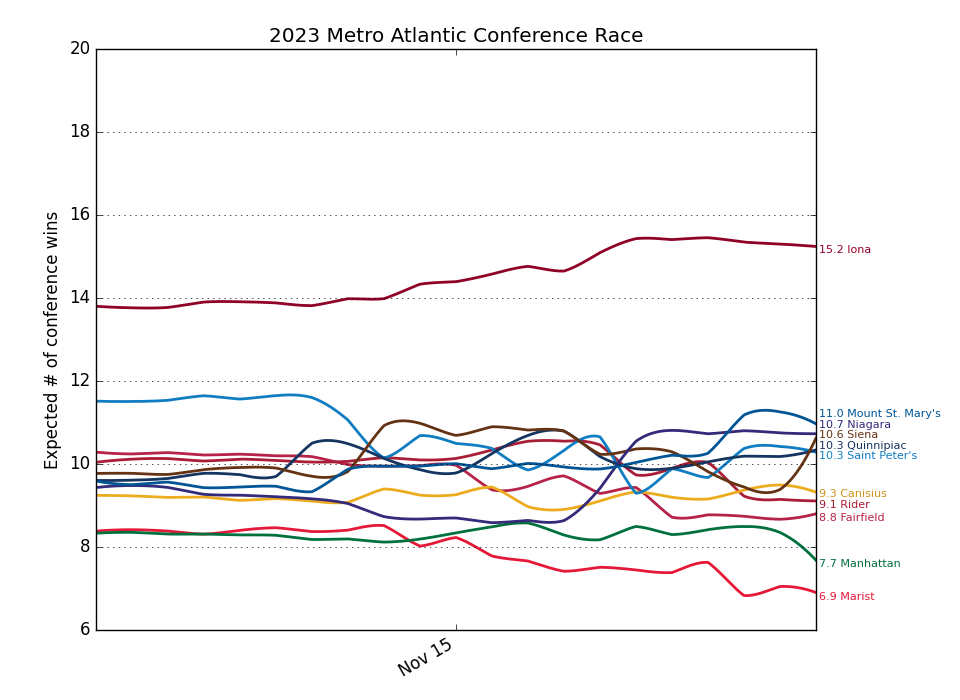 2023 Metro Atlantic Conference Race
Expected # of conference wins
20
18
16
14
12
10
8
6
Nov 15
15.2 Iona
11.0 Mount St. Mary's
10.7 Niagara
10.6 Siena
10.3 Quinnipiac
10.3 Saint Peter's
9.3 Canisius
9.1 Rider
8.8 Fairfield
7.7 Manhattan
6.9 Marist